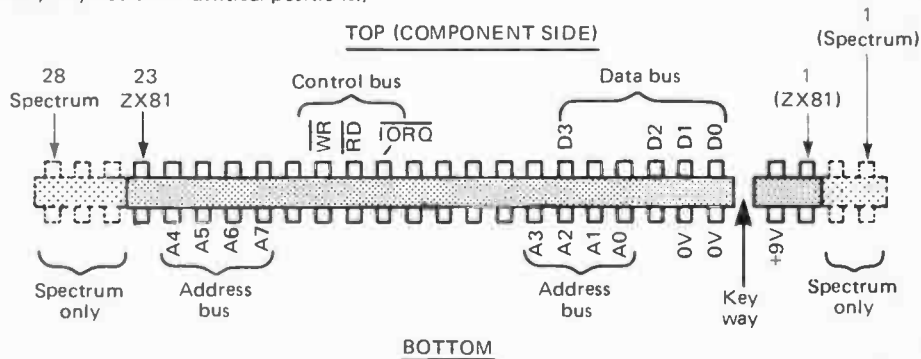 TOP (COMPONENT SIDE)
1
(Spectrum)
28
Spectrum
23
ZX81
Control bus
Data bus
1
(ZX81)
WR
RD
IORQ
D3
D2
D1
D0
A4
A5
A6
A7
A3
A2
A1
A0
0V
0V
+9V
Spectrum
only
Address
bus
Address
bus
Key
way
Spectrum
only
BOTTOM